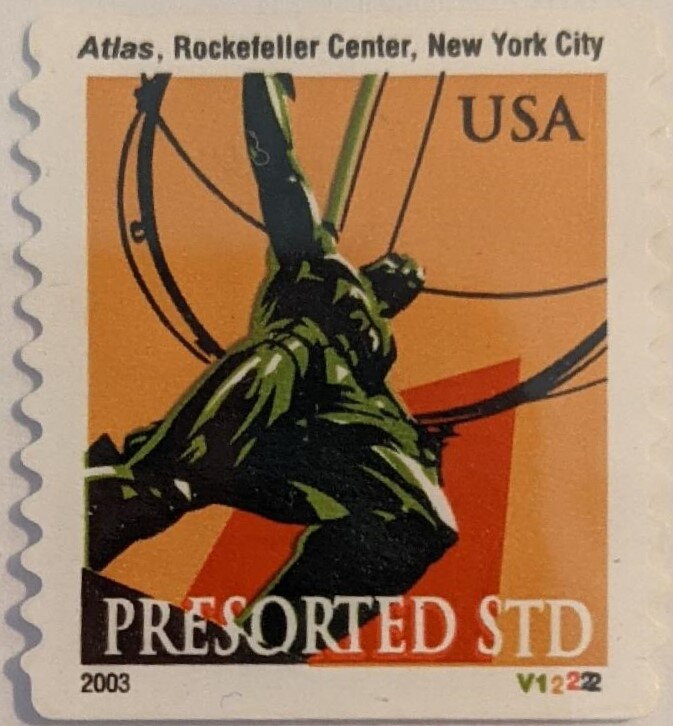 Atlas, Rockefeller Center, New York City
USA
PRESORTED STD
2003
V12222